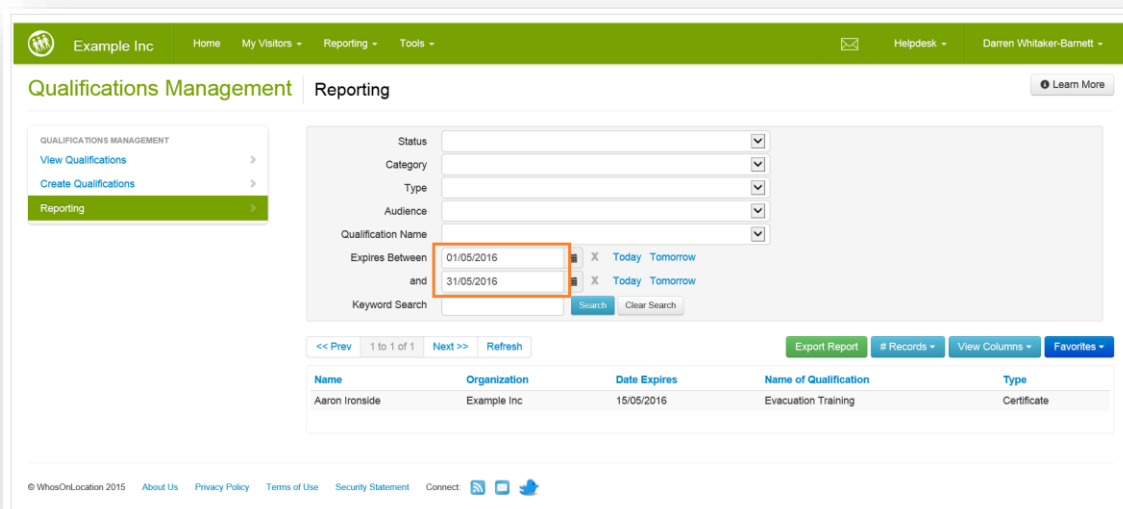 Example Inc Home My Visitors Reporting Tools Helpdesk Darren Whitaker-Barnett
Qualifications Management Reporting Learn More
QUALIFICATIONS MANAGEMENT
View Qualifications
Create Qualifications
Reporting
Status
Category
Type
Audience
Qualification Name
Expires Between 01/05/2016 X Today Tomorrow
and 31/05/2016 X Today Tomorrow
Keyword Search Search Clear Search
<< Prev 1 to 1 of 1 Next >> Refresh Export Report # Records View Columns Favorites
Name Organization Date Expires Name of Qualification Type
Aaron Ironside Example Inc 15/05/2016 Evacuation Training Certificate
© WhosOnLocation 2015 About Us Privacy Policy Terms of Use Security Statement Connect: